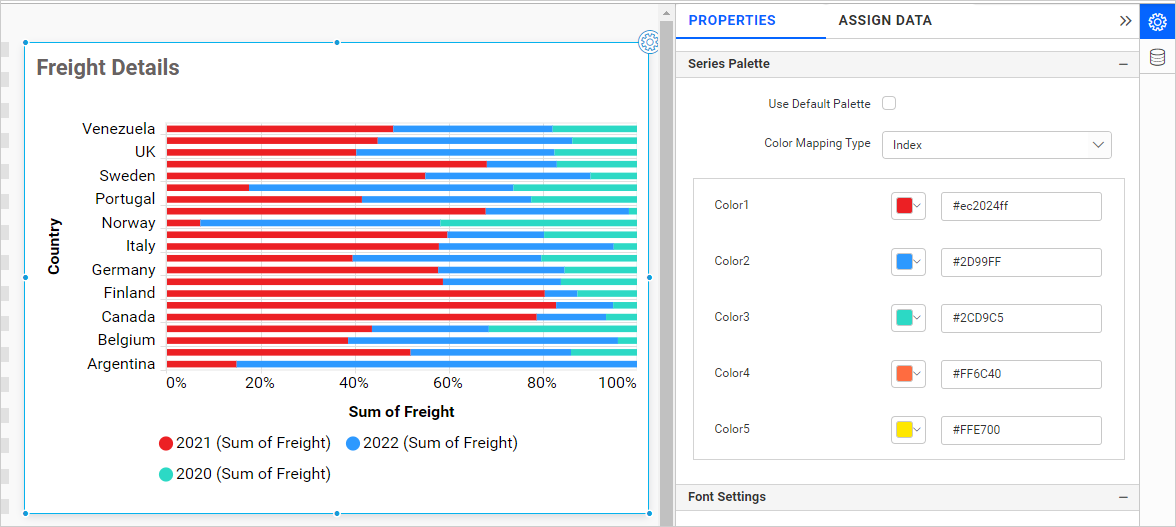 Freight Details
Venezuela
UK
Sweden
Portugal
Norway
Italy
Germany
Finland
Canada
Belgium
Argentina
Country
0% 20% 40% 60% 80% 100%
Sum of Freight
2021 (Sum of Freight) 2022 (Sum of Freight)
2020 (Sum of Freight)
PROPERTIES ASSIGN DATA
Series Palette
Use Default Palette
Color Mapping Type Index
Color1 #ec2024ff
Color2 #2D99FF
Color3 #2CD9C5
Color4 #FF6C40
Color5 #FFE700
Font Settings